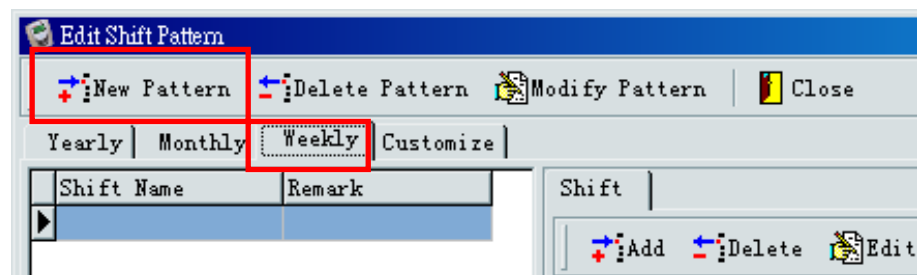 Edit Shift Pattern
New Pattern Delete Pattern Modify Pattern Close
Yearly Monthly Weekly Customize
Shift Name Remark Shift
Add Delete Edit